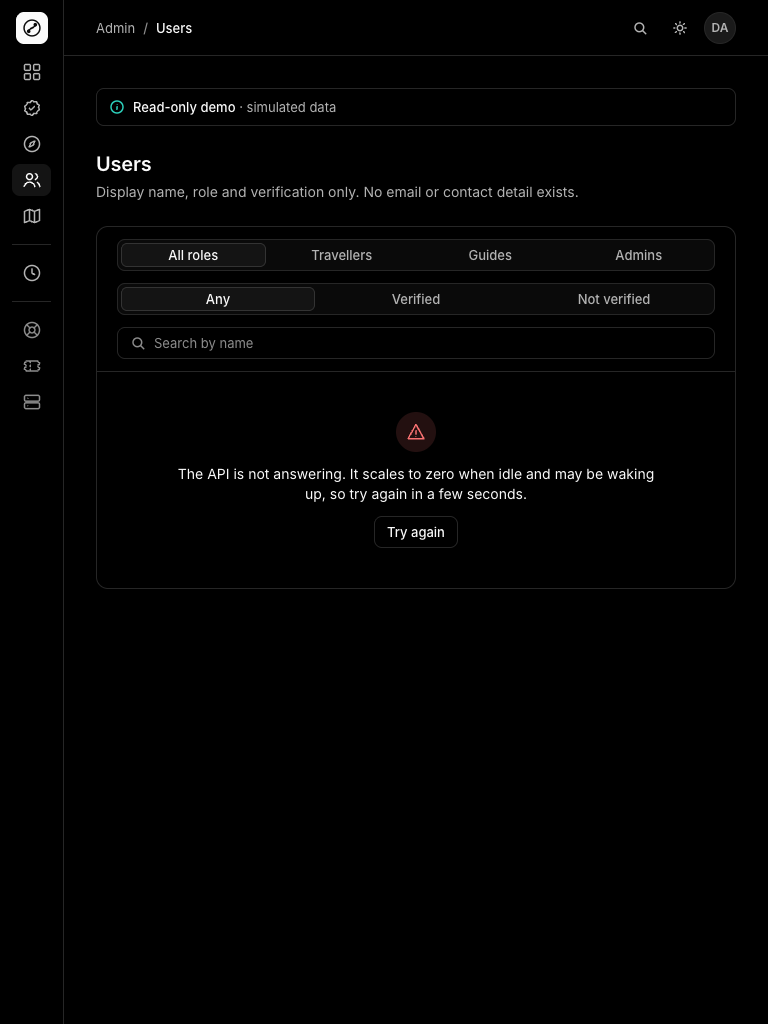 Admin / Users
DA
Read-only demo · simulated data
Users
Display name, role and verification only. No email or contact detail exists.
All roles Travellers Guides Admins
Any Verified Not verified
Search by name
The API is not answering. It scales to zero when idle and may be waking
up, so try again in a few seconds.
Try again